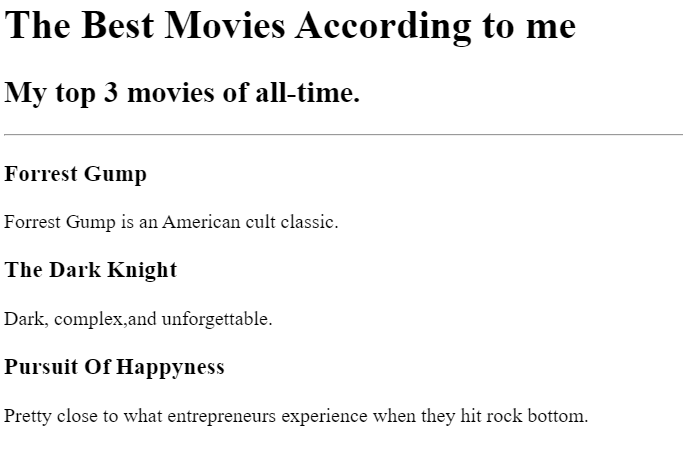 The Best Movies According to me
My top 3 movies of all-time.
Forrest Gump
Forrest Gump is an American cult classic.
The Dark Knight
Dark, complex,and unforgettable.
Pursuit Of Happyness
Pretty close to what entrepreneurs experience when they hit rock bottom.